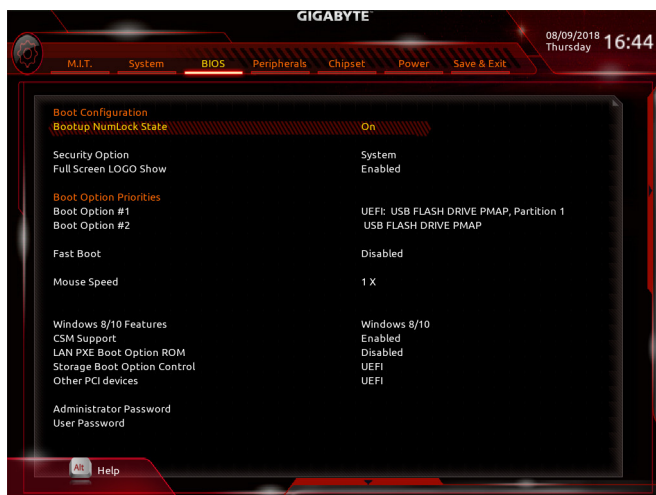 GIGABYTE™
08/09/2018 Thursday 16:44
M.I.T. System BIOS Peripherals Chipset Power Save & Exit
Boot Configuration
Bootup NumLock State On
Security Option System
Full Screen LOGO Show Enabled
Boot Option Priorities
Boot Option #1 UEFI: USB FLASH DRIVE PMAP, Partition 1
Boot Option #2 USB FLASH DRIVE PMAP
Fast Boot Disabled
Mouse Speed 1 X
Windows 8/10 Features Windows 8/10
CSM Support Enabled
LAN PXE Boot Option ROM Disabled
Storage Boot Option Control UEFI
Other PCI devices UEFI
Administrator Password
User Password
Alt Help